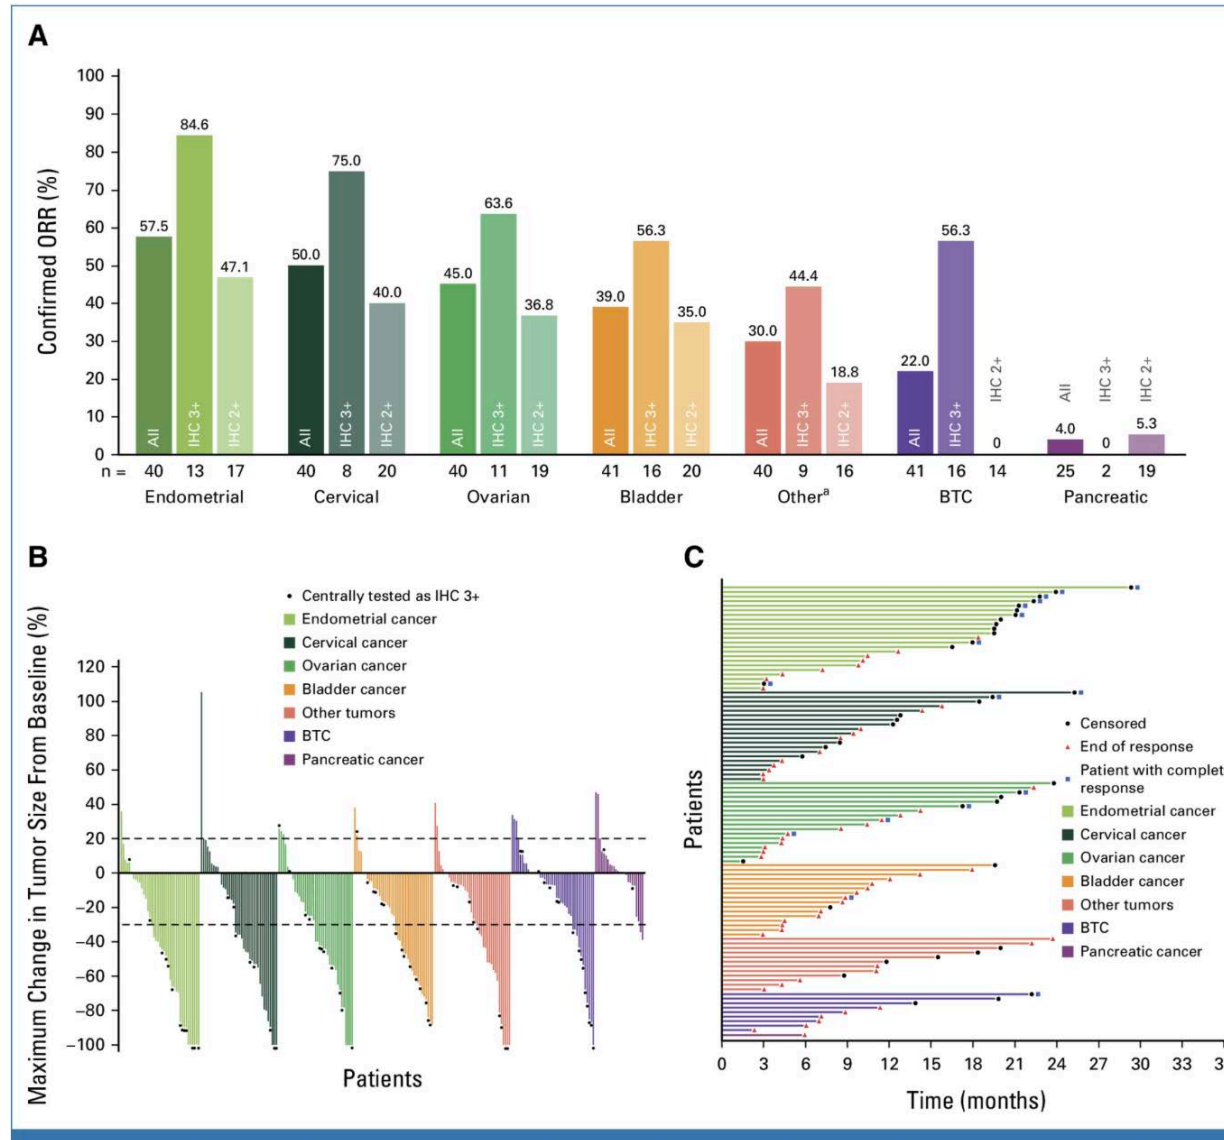 A
Confirmed ORR (%)
100
90
80
70
60
50
40
30
20
10
0
57.5
84.6
47.1
50.0
75.0
40.0
45.0
63.6
36.8
39.0
56.3
35.0
30.0
44.4
18.8
22.0
56.3
0
4.0
0
5.3
All IHC 3+ IHC 2+
All IHC 3+ IHC 2+
All IHC 3+ IHC 2+
All IHC 3+ IHC 2+
All IHC 3+ IHC 2+
All IHC 3+ IHC 2+
All IHC 3+ IHC 2+
n = 40 13 17 40 8 20 40 11 19 41 16 20 40 9 16 41 16 14 25 2 19
Endometrial Cervical Ovarian Bladder Otherª BTC Pancreatic
B
Maximum Change in Tumor Size From Baseline (%)
Centrally tested as IHC 3+
Endometrial cancer
Cervical cancer
Ovarian cancer
Bladder cancer
Other tumors
BTC
Pancreatic cancer
120
100
80
60
40
20
0
−20
−40
−60
−80
−100
Patients
C
Patients
Censored
End of response
Patient with complet
response
Endometrial cancer
Cervical cancer
Ovarian cancer
Bladder cancer
Other tumors
BTC
Pancreatic cancer
0 3 6 9 12 15 18 21 24 27 30 33
Time (months)